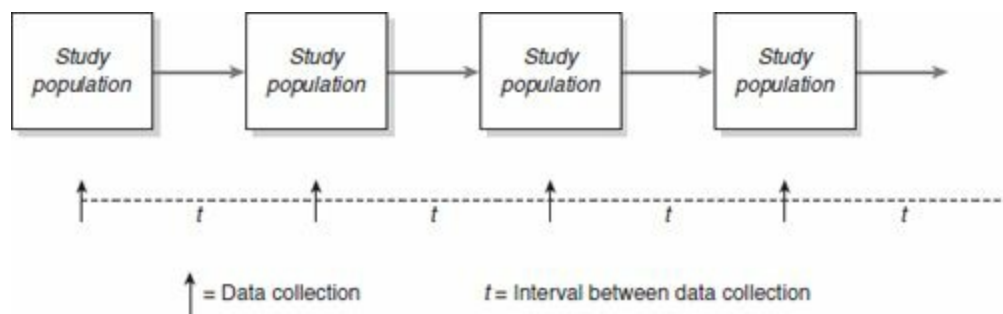 Study
population
Study
population
Study
population
Study
population
t
t
t
t
= Data collection
t = Interval between data collection